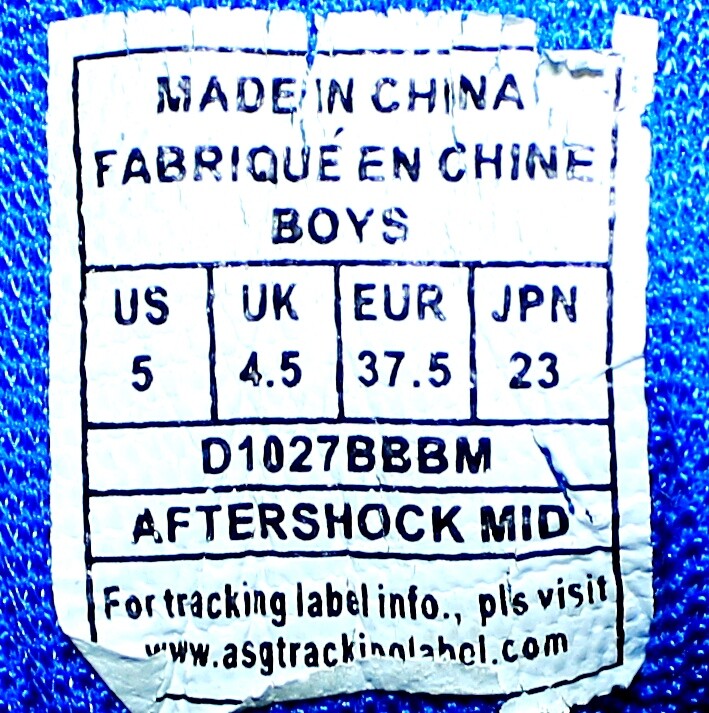 MADE IN CHINA
FABRIQUÉ EN CHINE
BOYS
US UK EUR JPN
5 4.5 37.5 23
D1027BBBM
AFTERSHOCK MID
For tracking label info., pls visit
www.asgtrackinglabel.com